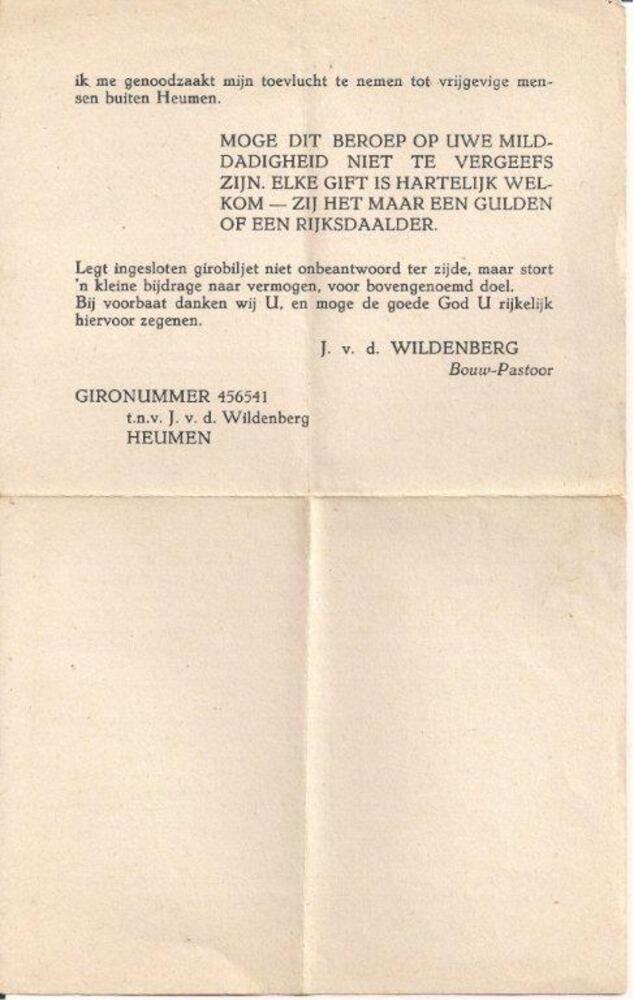 ik me genoodzaakt mijn toevlucht te nemen tot vrijgevige men-
sen buiten Heumen.
MOGE DIT BEROEP OP UWE MILD-
DADIGHEID NIET TE VERGEEFS
ZIJN. ELKE GIFT IS HARTELIJK WEL-
KOM — ZIJ HET MAAR EEN GULDEN
OF EEN RIJKSDAALDER.
Legt ingesloten girobiljet niet onbeantwoord ter zijde, maar stort
'n kleine bijdrage naar vermogen, voor bovengenoemd doel.
Bij voorbaat danken wij U, en moge de goede God U rijkelijk
hiervoor zegenen.
J. v. d. WILDENBERG
Bouw-Pastoor
GIRONUMMER 456541
t.n.v. J. v. d. Wildenberg
HEUMEN